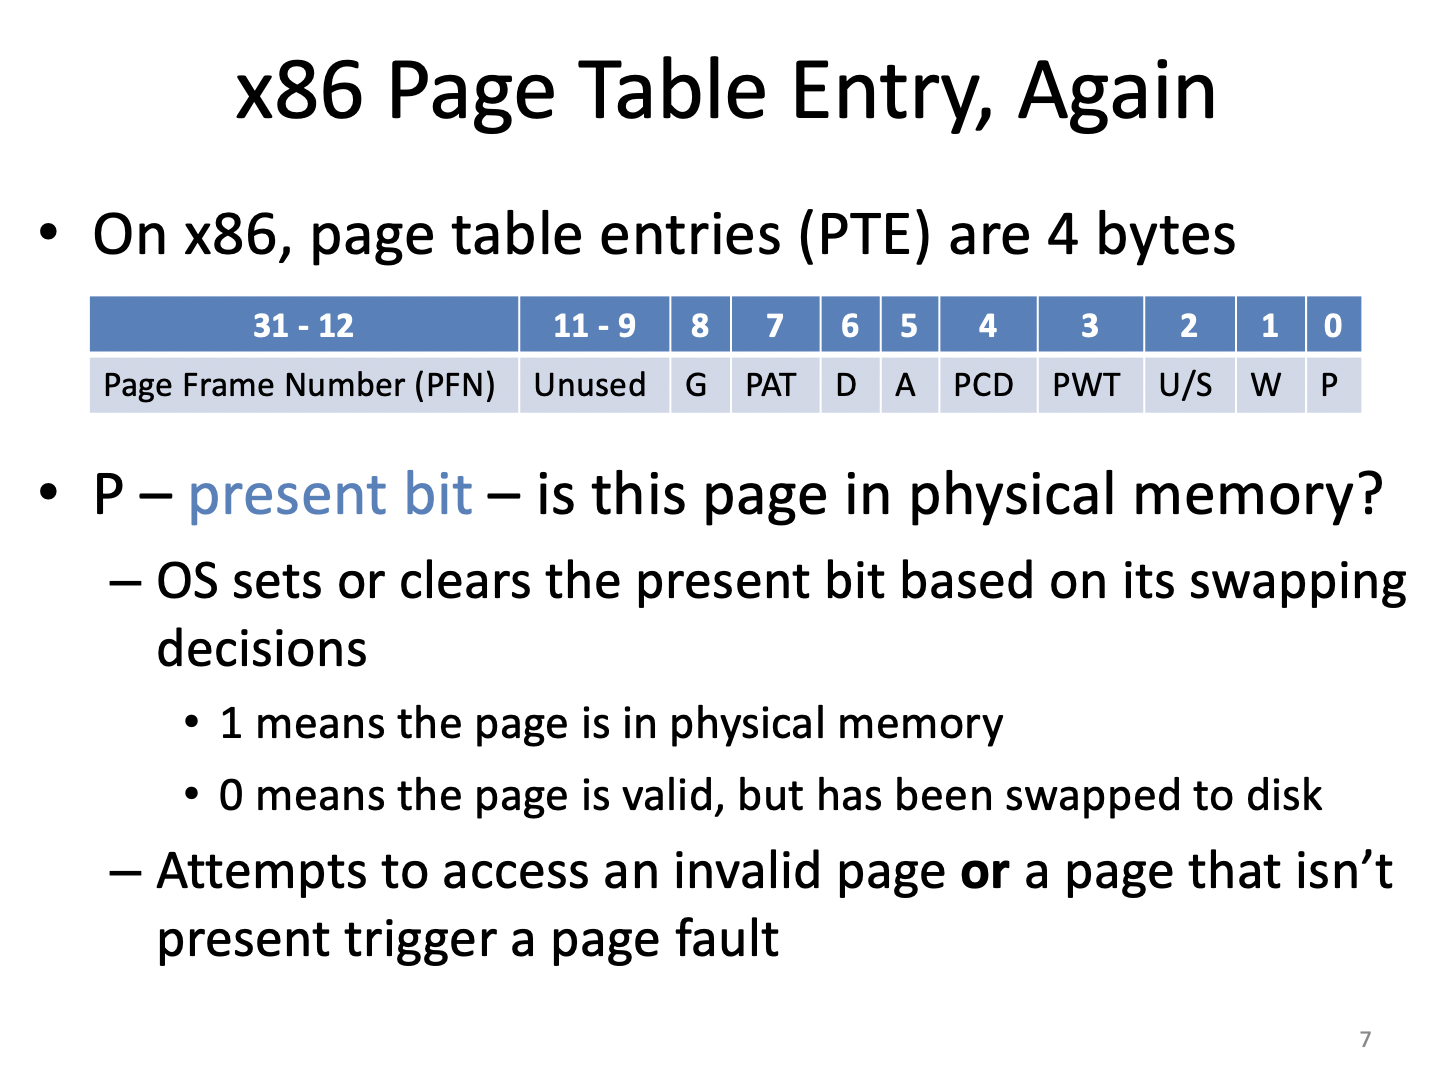 x86 Page Table Entry, Again
• On x86, page table entries (PTE) are 4 bytes
31 - 12 11 - 9 8 7 6 5 4 3 2 1 0
Page Frame Number (PFN) Unused G PAT D A PCD PWT U/S W P
• P – present bit – is this page in physical memory?
– OS sets or clears the present bit based on its swapping
decisions
• 1 means the page is in physical memory
• 0 means the page is valid, but has been swapped to disk
– Attempts to access an invalid page or a page that isn’t
present trigger a page fault
7